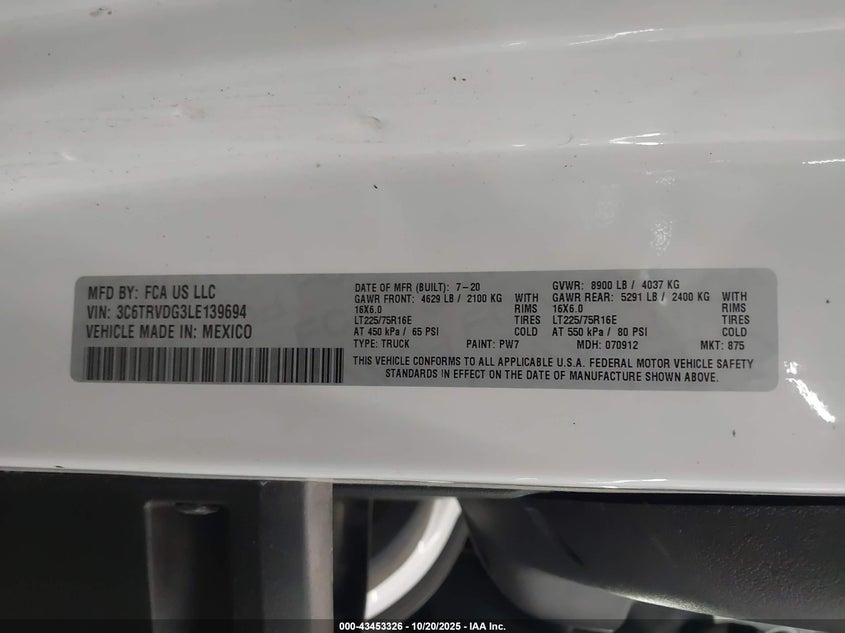 MFD BY: FCA US LLC
VIN: 3C6TRVDG3LE139694
VEHICLE MADE IN: MEXICO
DATE OF MFR (BUILT): 7-20 GVWR: 8900 LB / 4037 KG
GAWR FRONT: 4629 LB / 2100 KG WITH GAWR REAR: 5291 LB / 2400 KG WITH
16X6.0 RIMS 16X6.0 RIMS
LT225/75R16E TIRES LT225/75R16E TIRES
AT 450 kPa / 65 PSI COLD AT 550 kPa / 80 PSI COLD
TYPE: TRUCK PAINT: PW7 MDH: 070912 MKT: 875
THIS VEHICLE CONFORMS TO ALL APPLICABLE U.S.A. FEDERAL MOTOR VEHICLE SAFETY
STANDARDS IN EFFECT ON THE DATE OF MANUFACTURE SHOWN ABOVE.
000-43453326 - 10/20/2025 - IAA Inc.